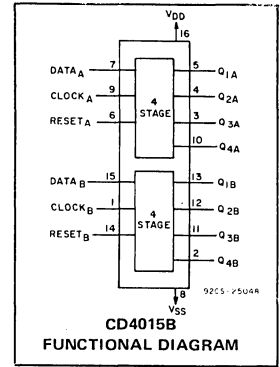 VDD
16
DATAA 7 5 Q1A
CLOCKA 9 4 Q2A
RESETA 6 3 Q3A
10 Q4A
4
STAGE
DATAB 15 13 Q1B
CLOCKB 1 12 Q2B
RESETB 14 11 Q3B
2 Q4B
4
STAGE
8
VSS
92CS-25048
CD4015B
FUNCTIONAL DIAGRAM